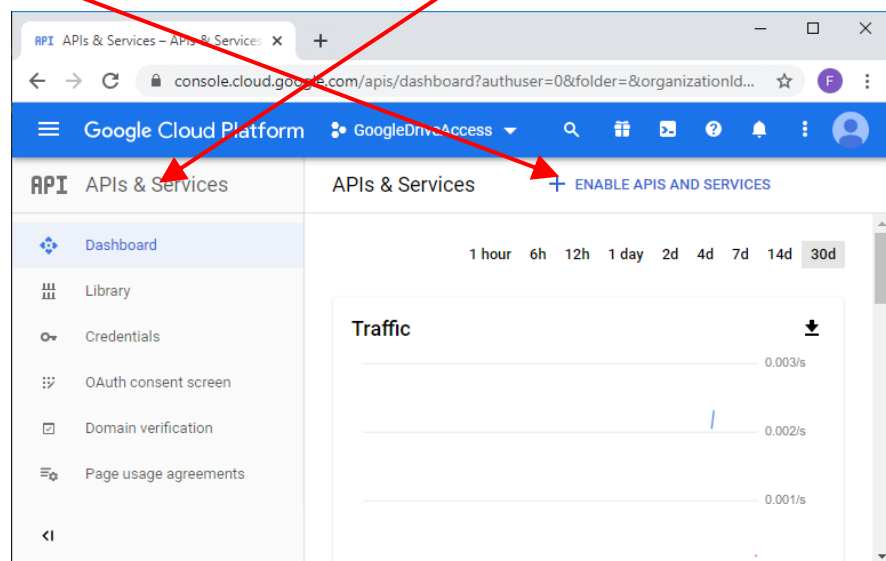 API APIs & Services – APIs & Services
console.cloud.google.com/apis/dashboard?authuser=0&folder=&organizationId...
F
Google Cloud Platform
GoogleDriveAccess
API APIs & Services
APIs & Services
ENABLE APIS AND SERVICES
Dashboard
1 hour 6h 12h 1 day 2d 4d 7d 14d 30d
Library
Credentials
OAuth consent screen
Domain verification
Page usage agreements
Traffic
0.003/s
0.002/s
0.001/s